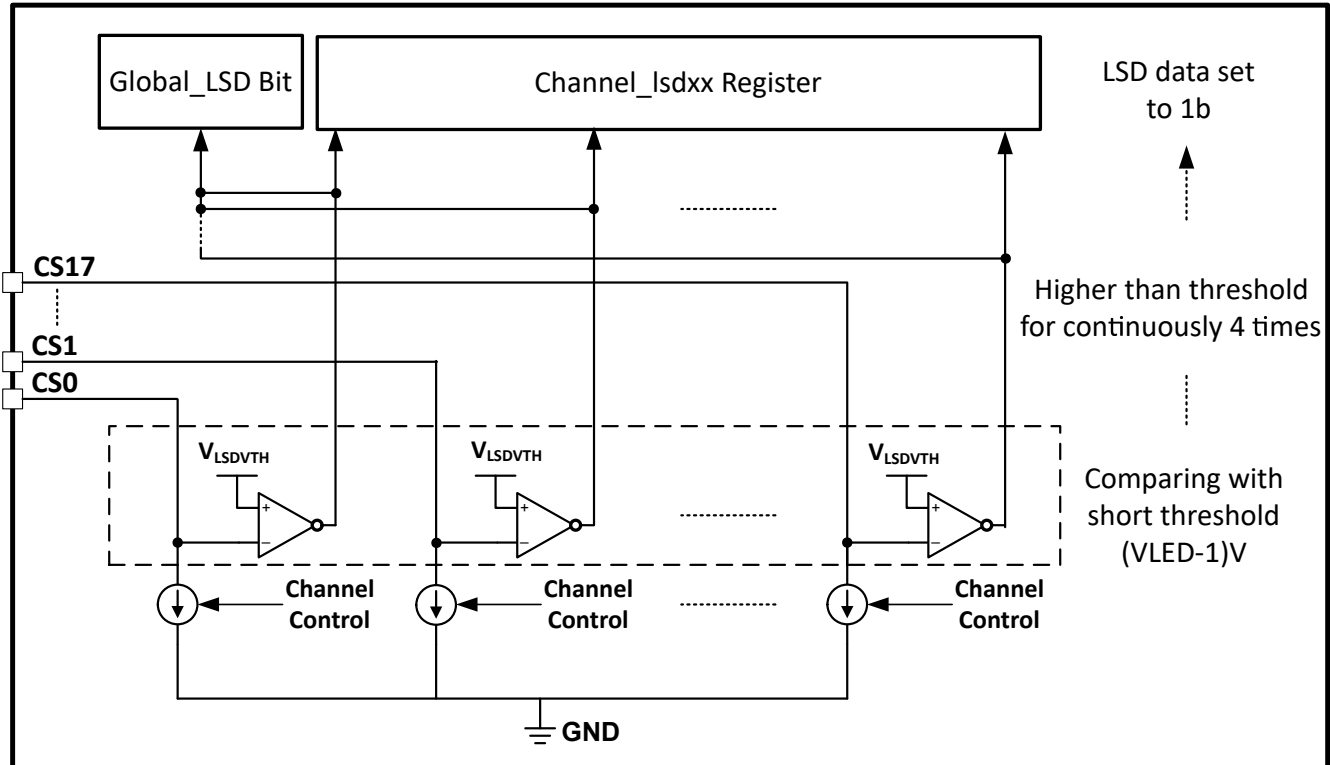 Global_LSD Bit
Channel_lsdxx Register
LSD data set
to 1b
CS17
Higher than threshold
for continuously 4 times
CS1
CS0
VLSDVTH
VLSDVTH
VLSDVTH
+
+
+
−
−
−
Comparing with
short threshold
(VLED-1)V
Channel
Control
Channel
Control
Channel
Control
GND